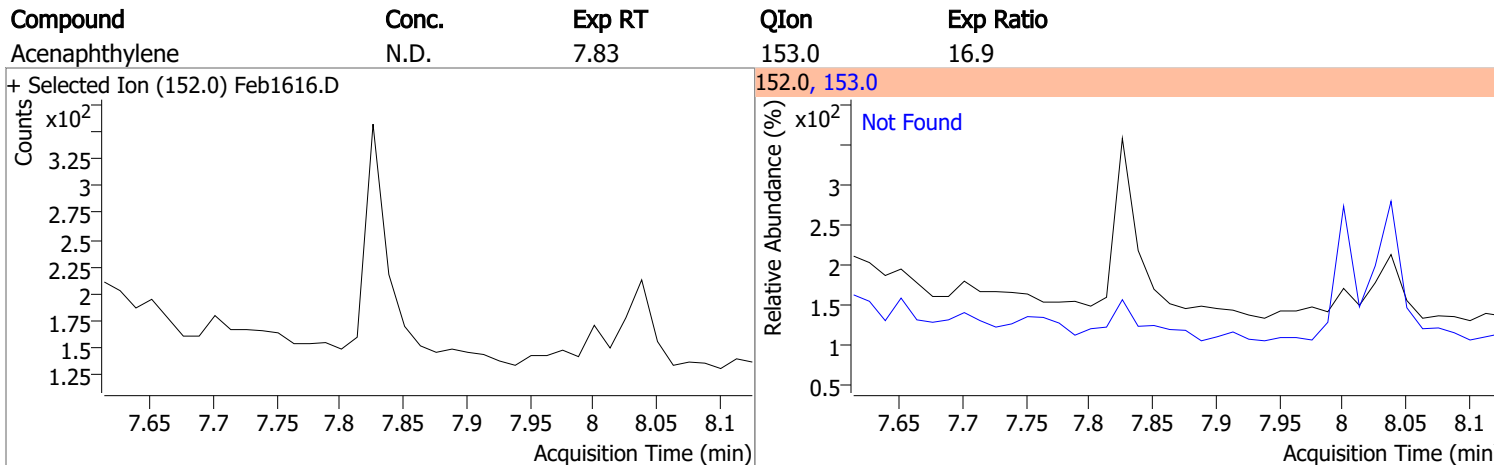 Compound Conc. Exp RT QIon Exp Ratio
Acenaphthylene N.D. 7.83 153.0 16.9
+ Selected Ion (152.0) Feb1616.D
Counts
x10²
3.25
3
2.75
2.5
2.25
2
1.75
1.5
1.25
7.65 7.7 7.75 7.8 7.85 7.9 7.95 8 8.05 8.1
Acquisition Time (min)
152.0, 153.0
Relative Abundance (%)
x10²
Not Found
3
2.5
2
1.5
1
0.5
7.65 7.7 7.75 7.8 7.85 7.9 7.95 8 8.05 8.1
Acquisition Time (min